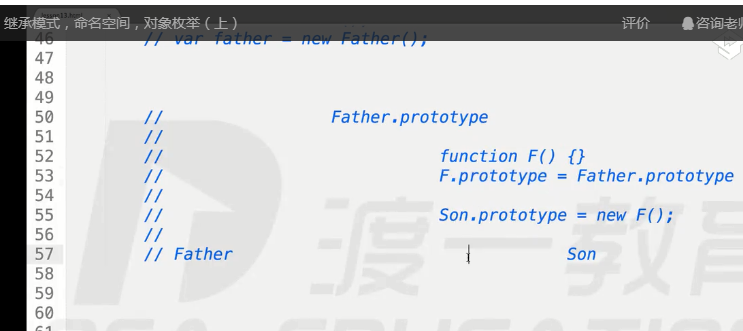 继承模式，命名空间，对象枚举（上）　评价　咨询老师
46 // var father = new Father();
47
48
49
50 // Father.prototype
51 //
52 // function F() {}
53 // F.prototype = Father.prototype
54 //
55 // Son.prototype = new F();
56 //
57 // Father Son
58
59
60
61
渡一教育